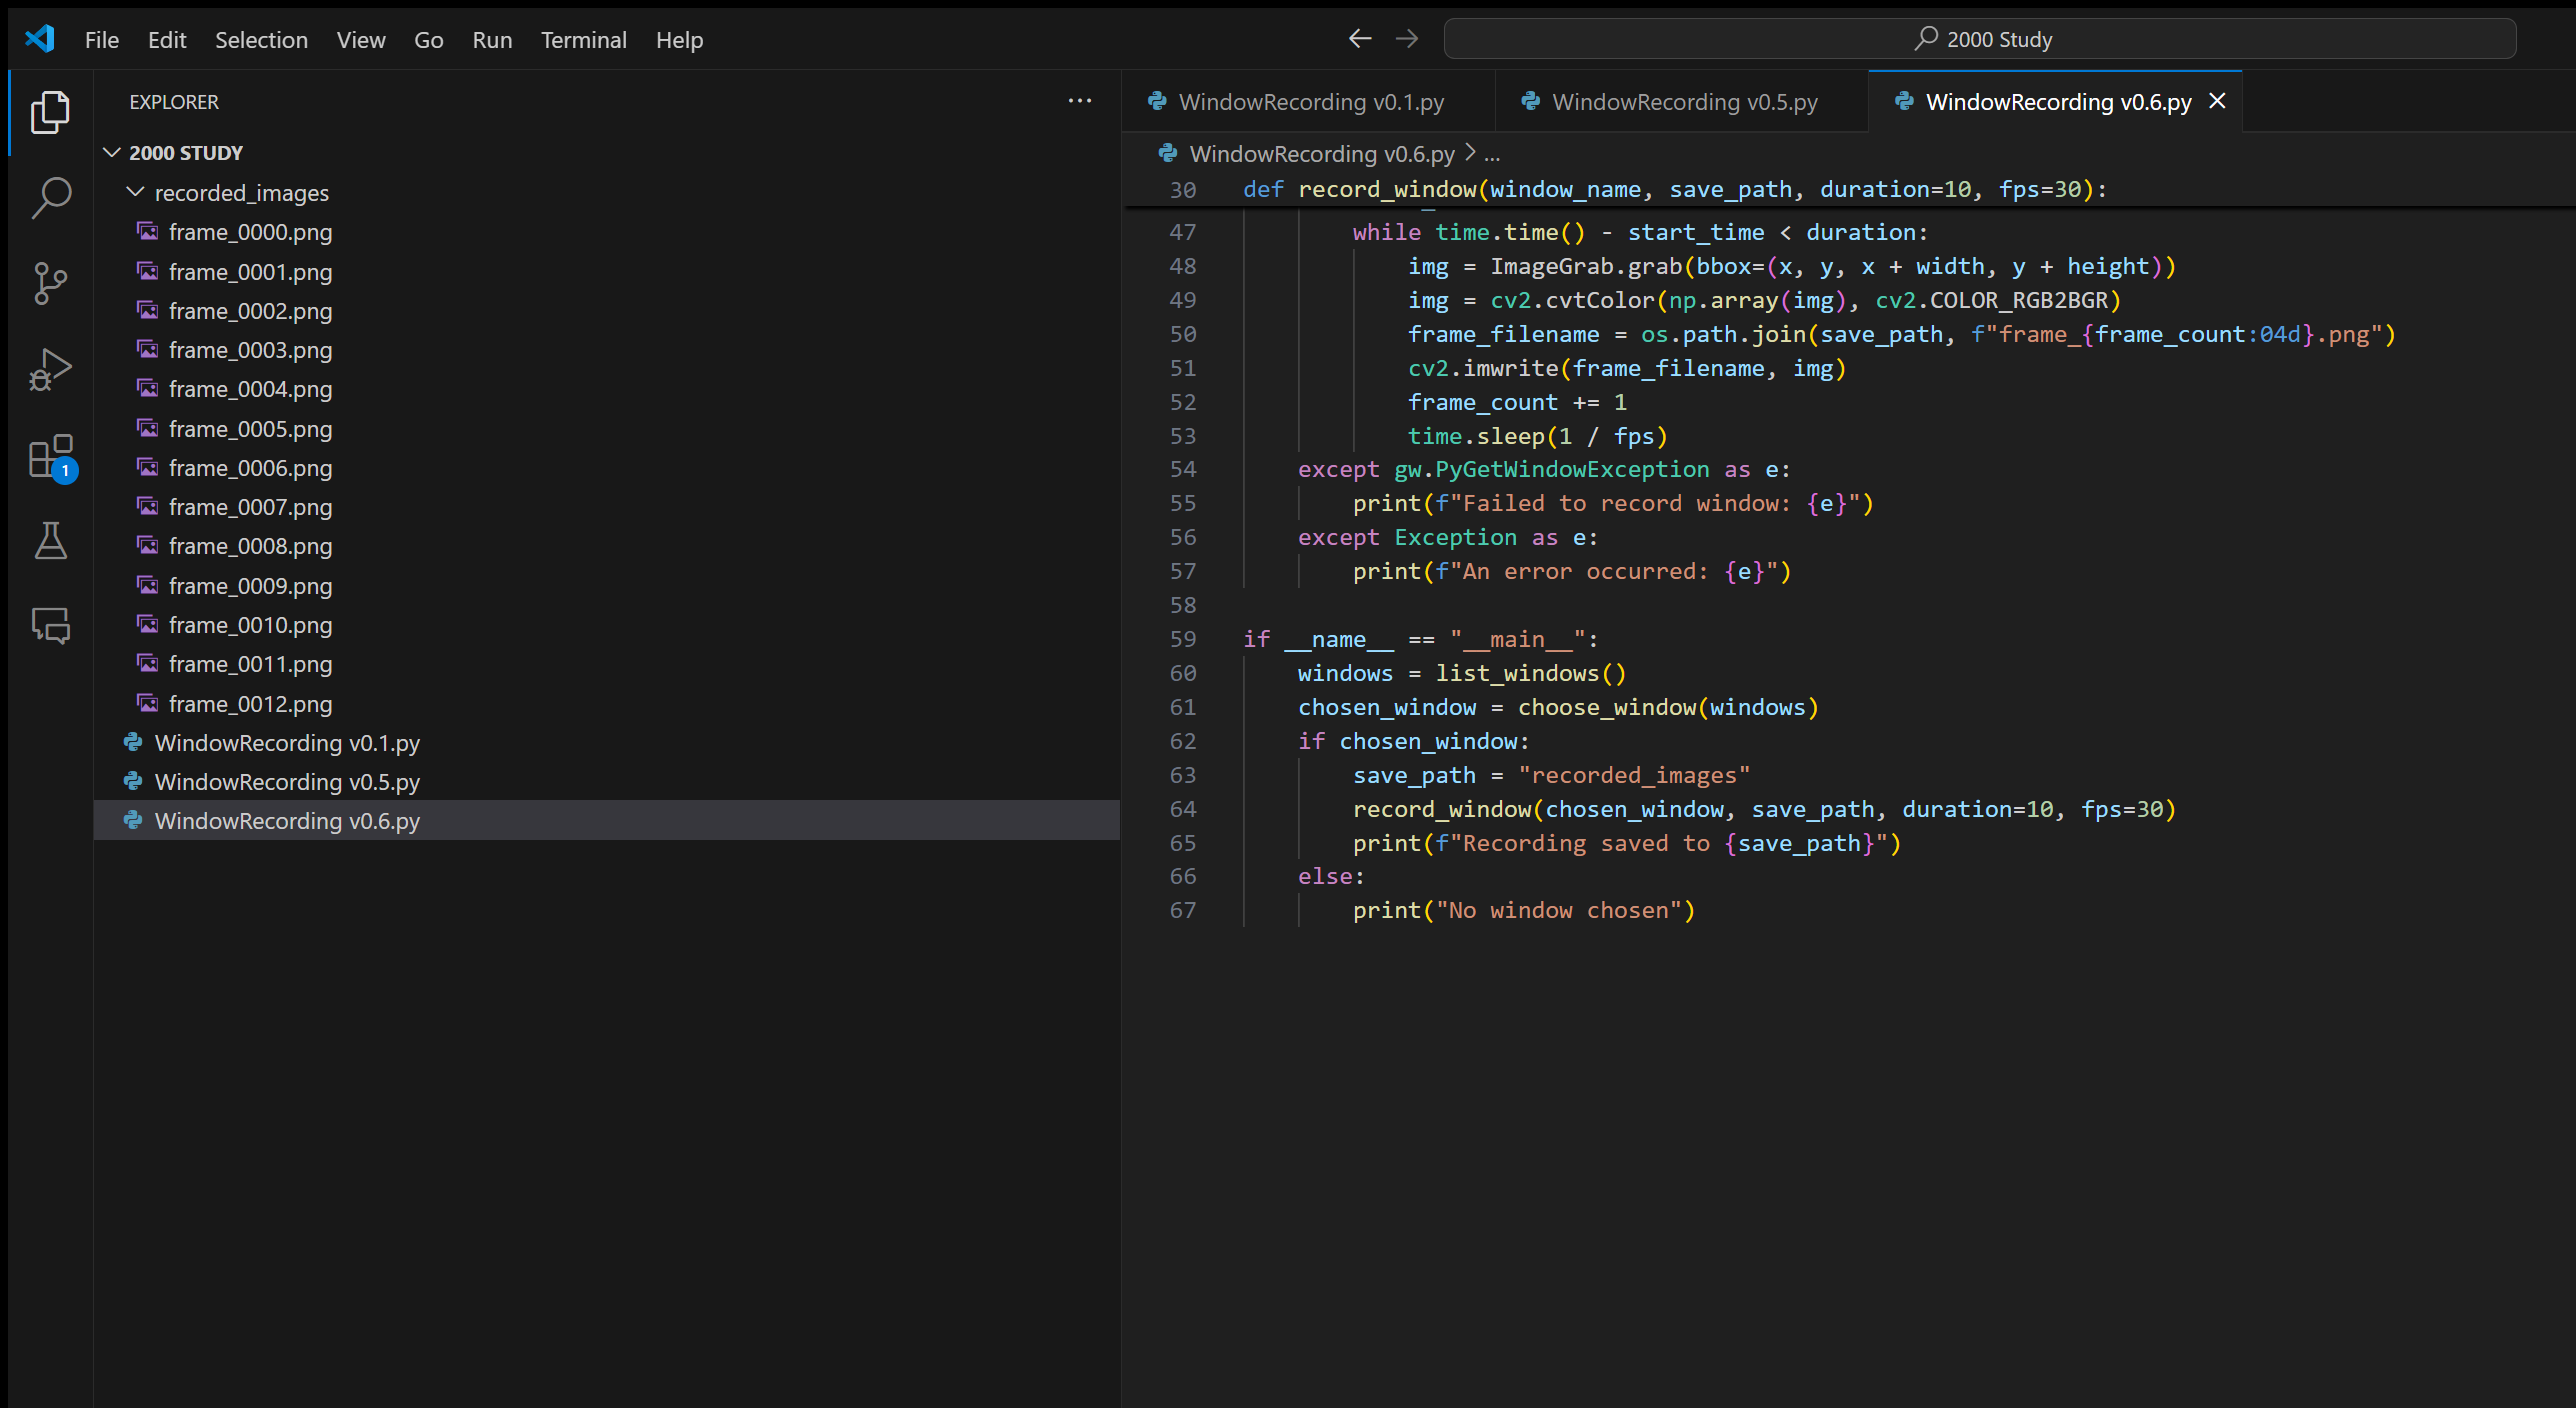 File Edit Selection View Go Run Terminal Help
2000 Study
EXPLORER
2000 STUDY
recorded_images
frame_0000.png
frame_0001.png
frame_0002.png
frame_0003.png
frame_0004.png
frame_0005.png
frame_0006.png
frame_0007.png
frame_0008.png
frame_0009.png
frame_0010.png
frame_0011.png
frame_0012.png
WindowRecording v0.1.py
WindowRecording v0.5.py
WindowRecording v0.6.py
1
WindowRecording v0.1.py WindowRecording v0.5.py WindowRecording v0.6.py
WindowRecording v0.6.py > ...
30 def record_window(window_name, save_path, duration=10, fps=30):
47 while time.time() - start_time < duration:
48 img = ImageGrab.grab(bbox=(x, y, x + width, y + height))
49 img = cv2.cvtColor(np.array(img), cv2.COLOR_RGB2BGR)
50 frame_filename = os.path.join(save_path, f"frame_{frame_count:04d}.png")
51 cv2.imwrite(frame_filename, img)
52 frame_count += 1
53 time.sleep(1 / fps)
54 except gw.PyGetWindowException as e:
55 print(f"Failed to record window: {e}")
56 except Exception as e:
57 print(f"An error occurred: {e}")
58
59 if __name__ == "__main__":
60 windows = list_windows()
61 chosen_window = choose_window(windows)
62 if chosen_window:
63 save_path = "recorded_images"
64 record_window(chosen_window, save_path, duration=10, fps=30)
65 print(f"Recording saved to {save_path}")
66 else:
67 print("No window chosen")